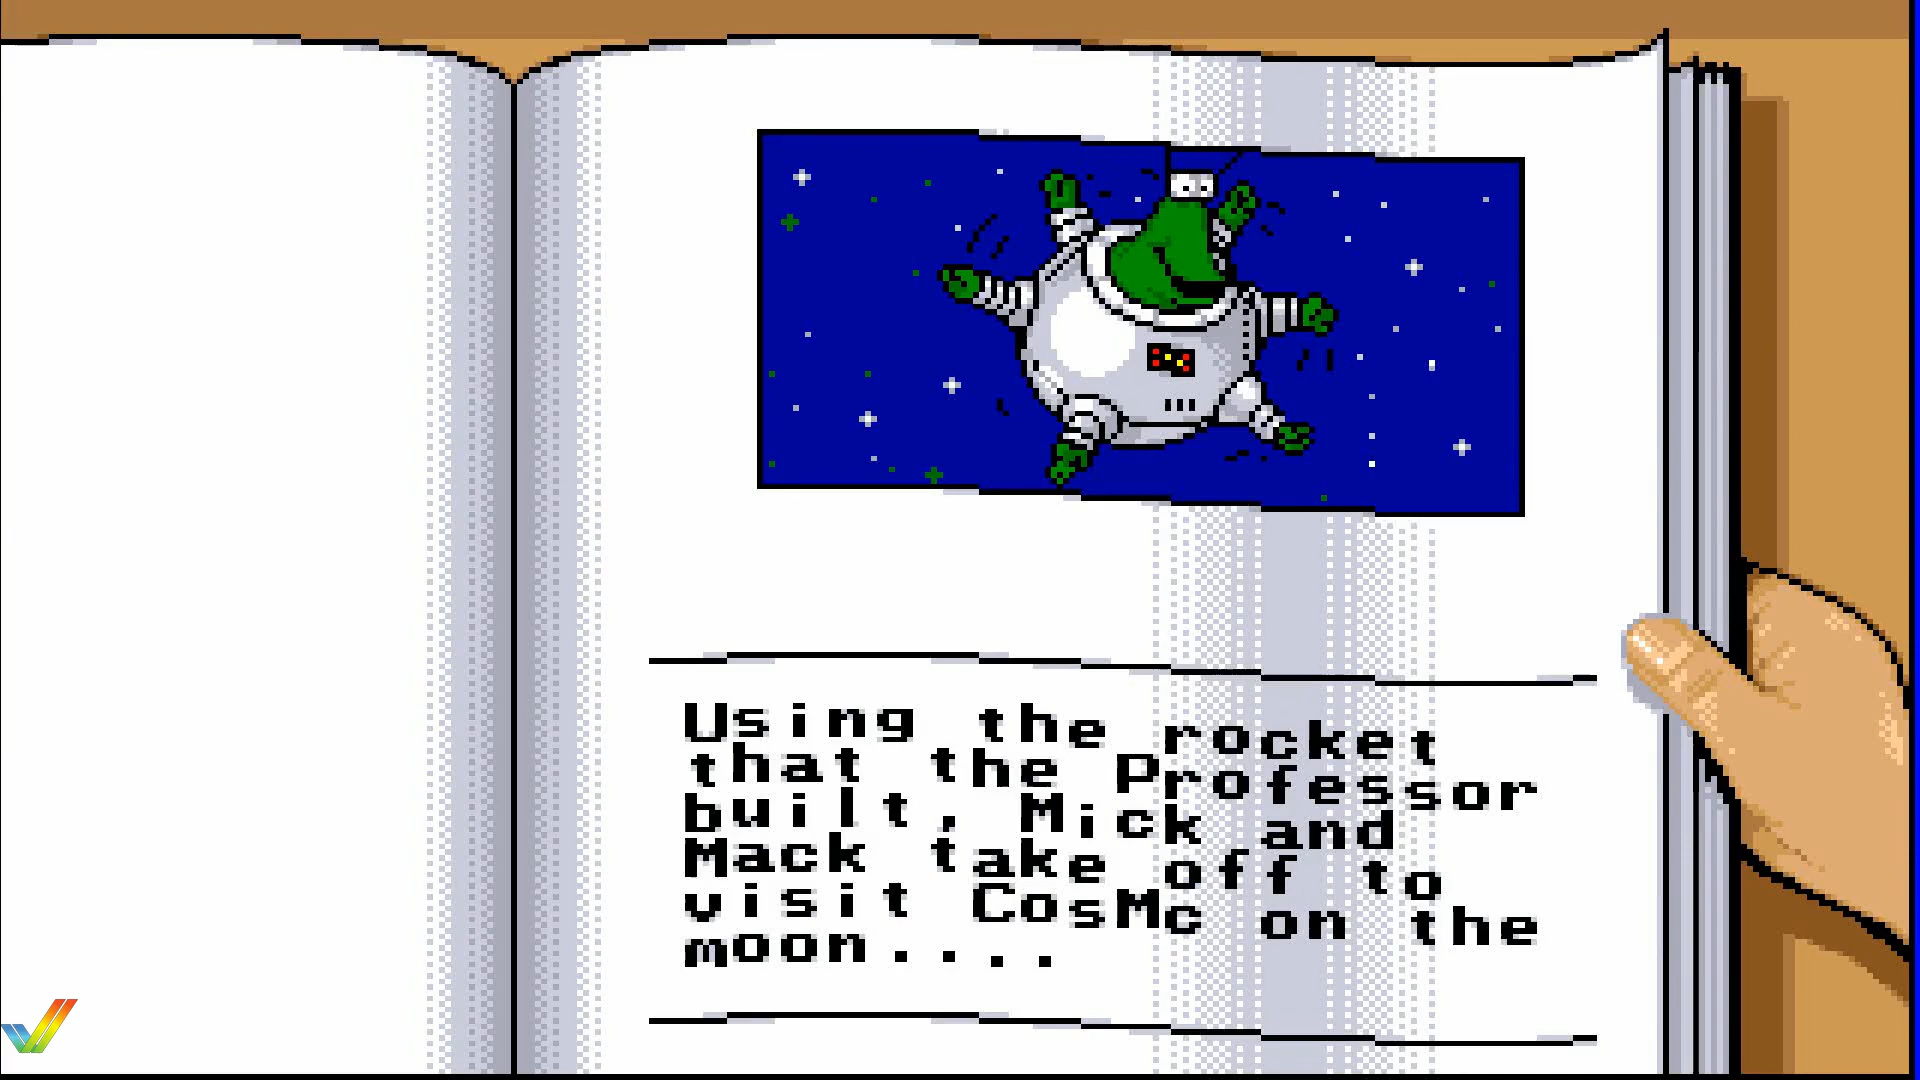 Using the rocket
that the Professor
built, Mick and
Mack take off to
visit CosMc on the
moon....